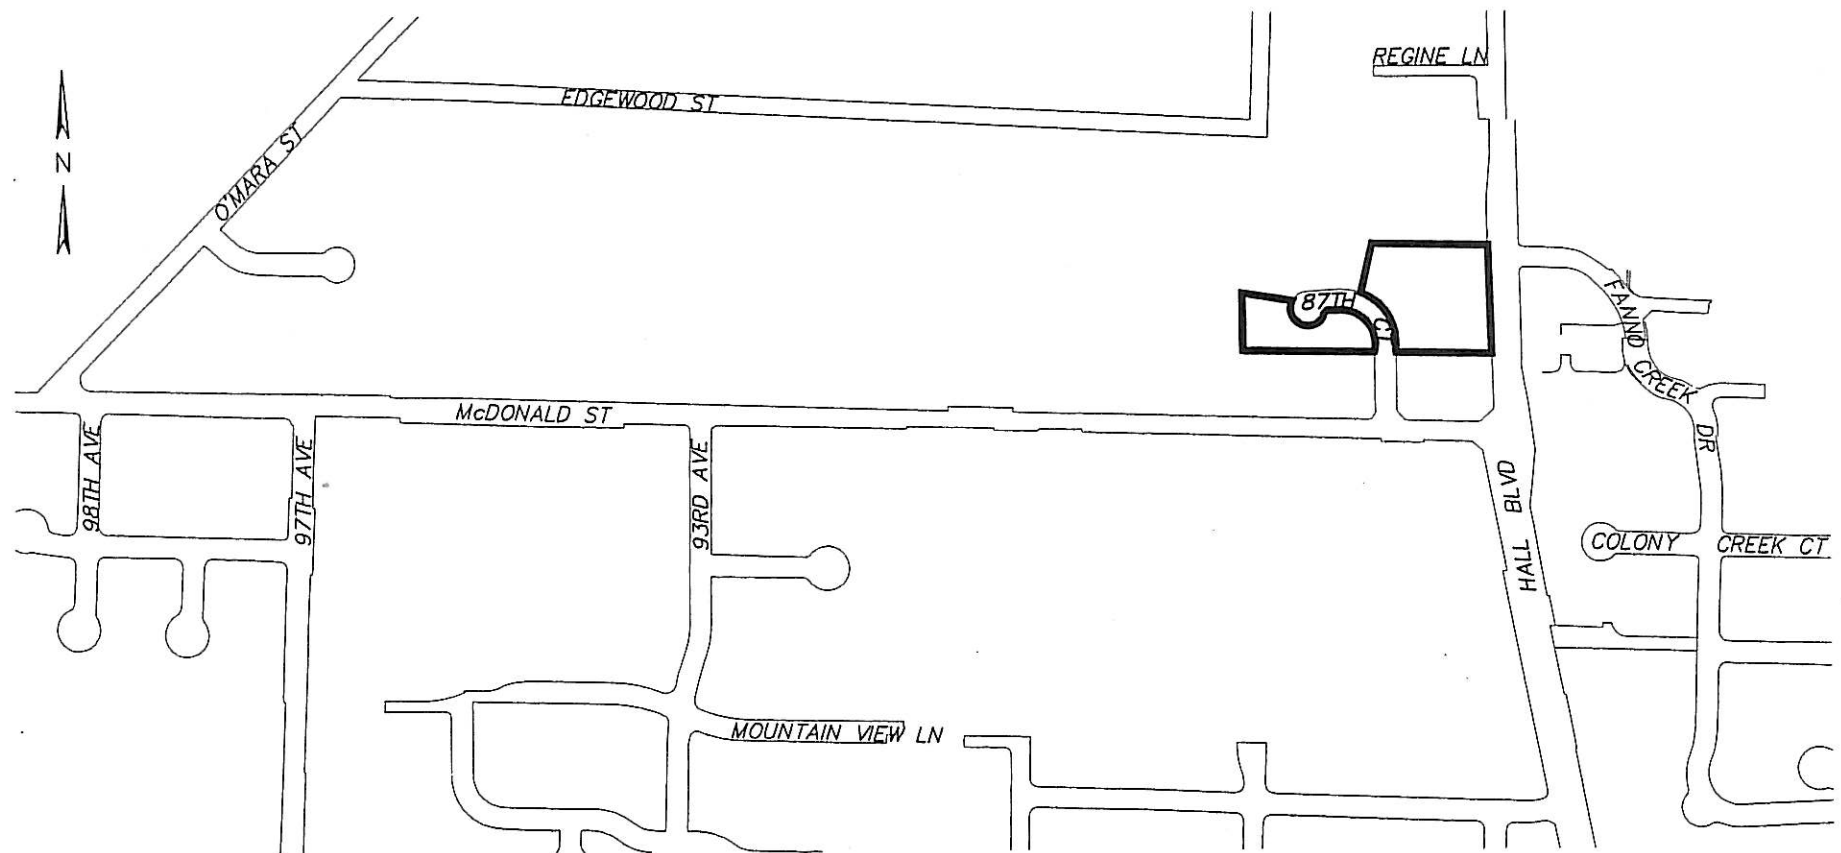 REGINE LN
EDGEWOOD ST
N
O'MARA ST
87TH CT
FANNO CREEK DR
McDONALD ST
98TH AVE
97TH AVE
93RD AVE
HALL BLVD
COLONY CREEK CT
MOUNTAIN VIEW LN